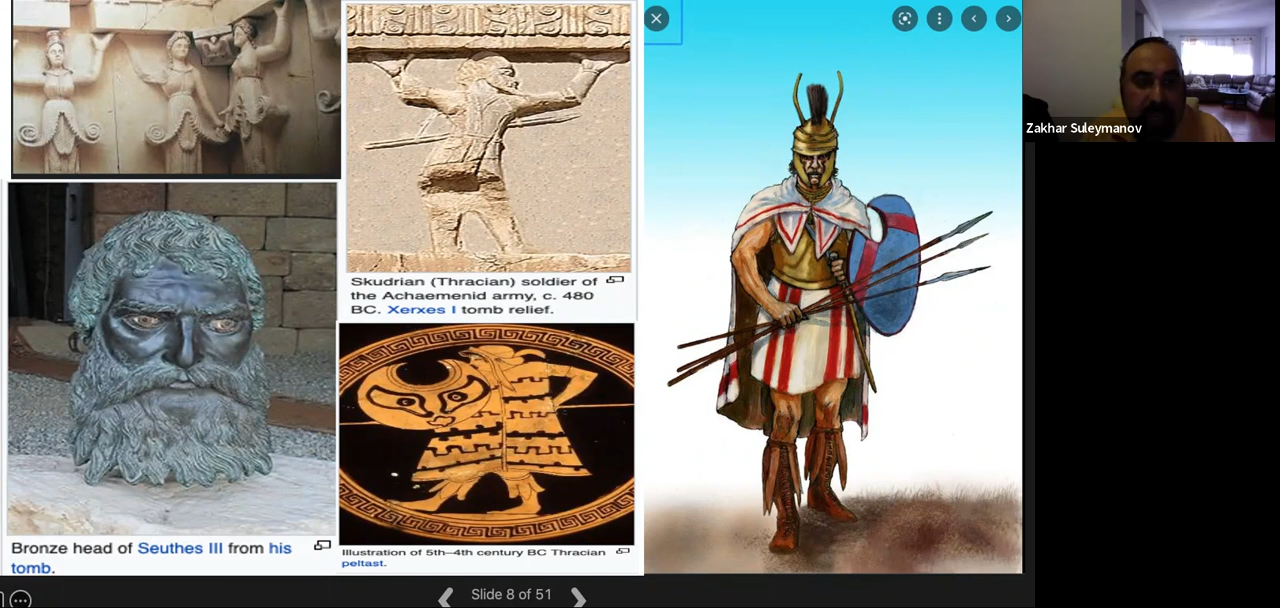 Skudrian (Thracian) soldier of
the Achaemenid army, c. 480
BC. Xerxes I tomb relief.
Bronze head of Seuthes III from his
tomb.
Illustration of 5th–4th century BC Thracian
peltast.
Zakhar Suleymanov
Slide 8 of 51